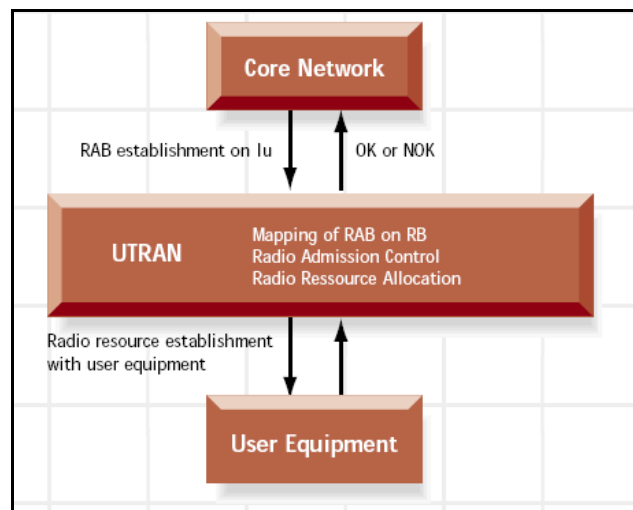 Core Network
RAB establishment on Iu
OK or NOK
UTRAN
Mapping of RAB on RB
Radio Admission Control
Radio Ressource Allocation
Radio resource establishment
with user equipment
User Equipment